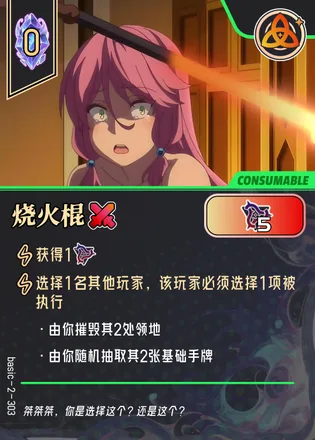 0
CONSUMABLE
烧火棍
5
获得1
选择1名其他玩家，该玩家必须选择1项被
执行
·由你摧毁其2处领地
·由你随机抽取其2张基础手牌
basic-2-303
桀桀桀，你是选择这个？还是这个？